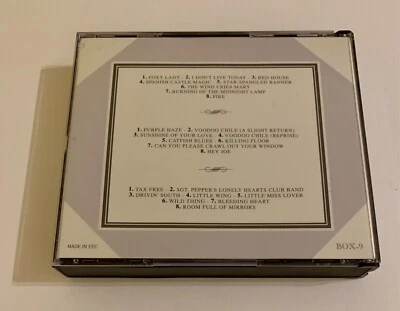 1. FOXY LADY - 2. I DON'T LIVE TODAY - 3. RED HOUSE
4. SPANISH CASTLE MAGIC - 5. STAR SPANGLED BANNER
6. THE WIND CRIES MARY
7. BURNING OF THE MIDNIGHT LAMP
8. FIRE
1. PURPLE HAZE - 2. VOODOO CHILE (A SLIGHT RETURN)
3. SUNSHINE OF YOUR LOVE - 4. VOODOO CHILE (REPRISE)
5. CATFISH BLUES - 6. KILLING FLOOR
7. CAN YOU PLEASE CRAWL OUT YOUR WINDOW
8. HEY JOE
1. TAX FREE - 2. SGT. PEPPER'S LONELY HEARTS CLUB BAND
3. DRIVIN' SOUTH - 4. LITTLE WING - 5. LITTLE MISS LOVER
6. WILD THING - 7. BLEEDING HEART
8. ROOM FULL OF MIRRORS
MADE IN EEC
BOX-9